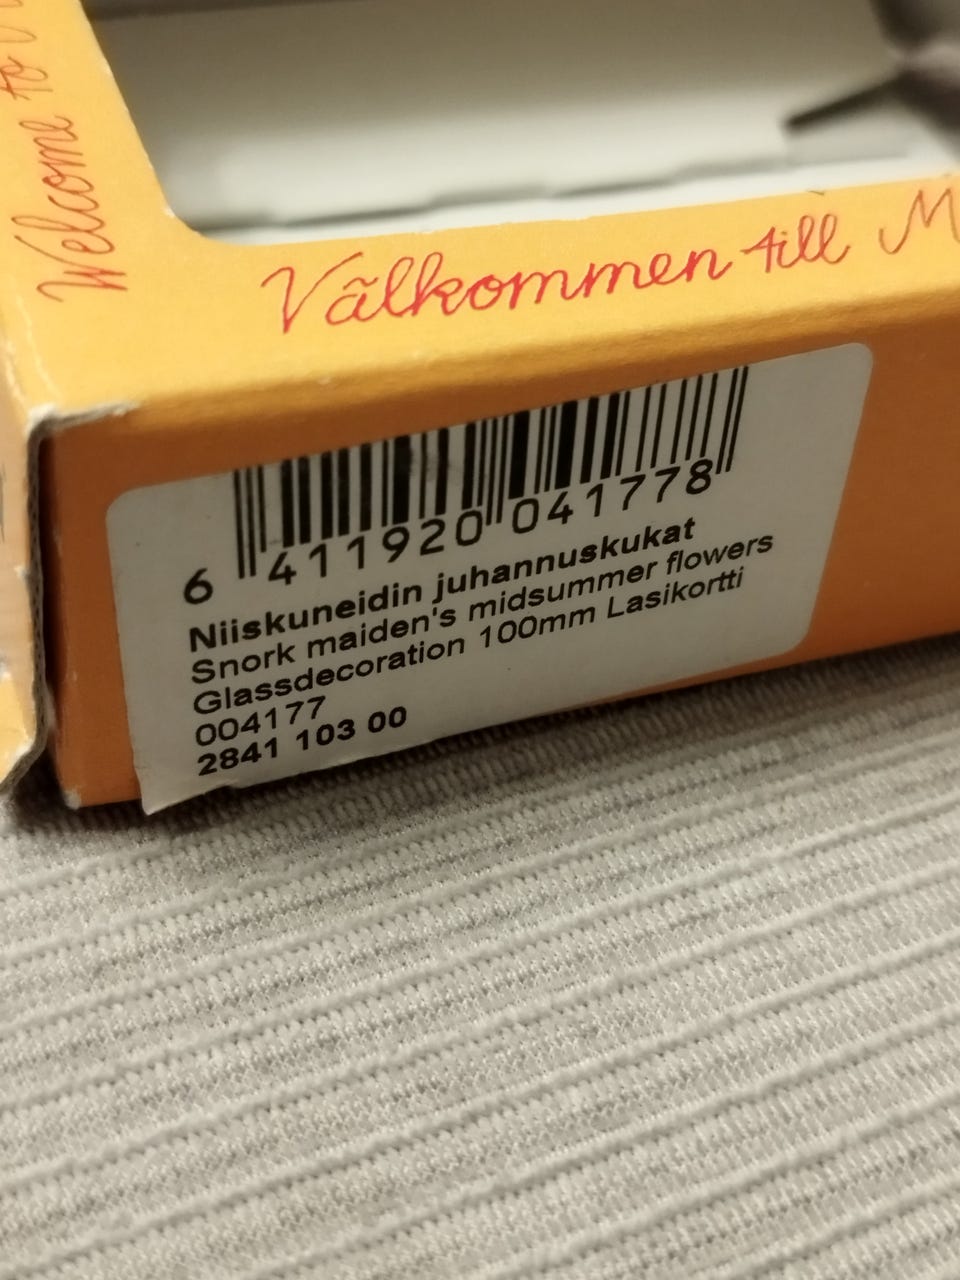 Welcome to
Välkommen till M
6 411920 041778
Niiskuneidin juhannuskukat
Snork maiden's midsummer flowers
Glassdecoration 100mm Lasikortti
004177
2841 103 00